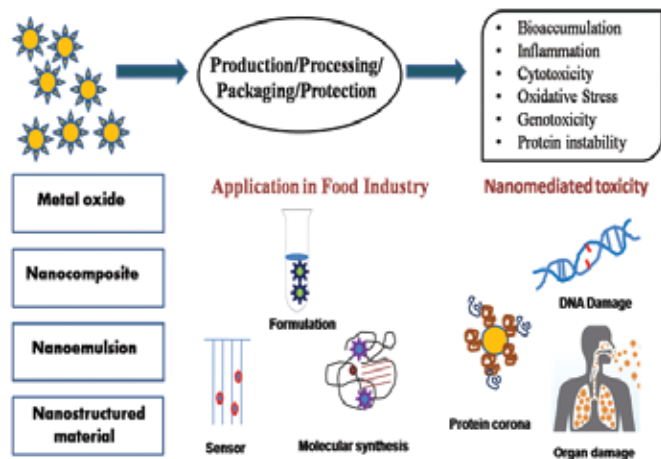 Production/Processing/
Packaging/Protection
• Bioaccumulation
• Inflammation
• Cytotoxicity
• Oxidative Stress
• Genotoxicity
• Protein instability
Metal oxide
Nanocomposite
Nanoemulsion
Nanostructured
material
Application in Food Industry
Formulation
Sensor
Molecular synthesis
Nanomediated toxicity
DNA Damage
Protein corona
Organ damage